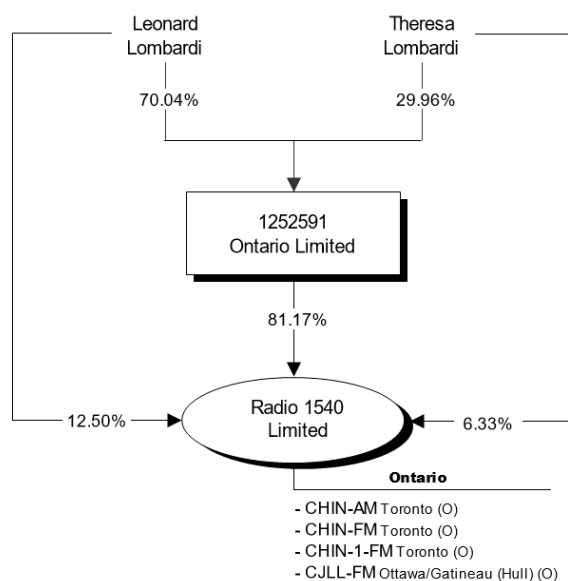 Leonard
Lombardi
Theresa
Lombardi
70.04%
29.96%
1252591
Ontario Limited
81.17%
Radio 1540
Limited
12.50%
6.33%
Ontario
- CHIN-AM Toronto (O)
- CHIN-FM Toronto (O)
- CHIN-1-FM Toronto (O)
- CJLL-FM Ottawa/Gatineau (Hull) (O)